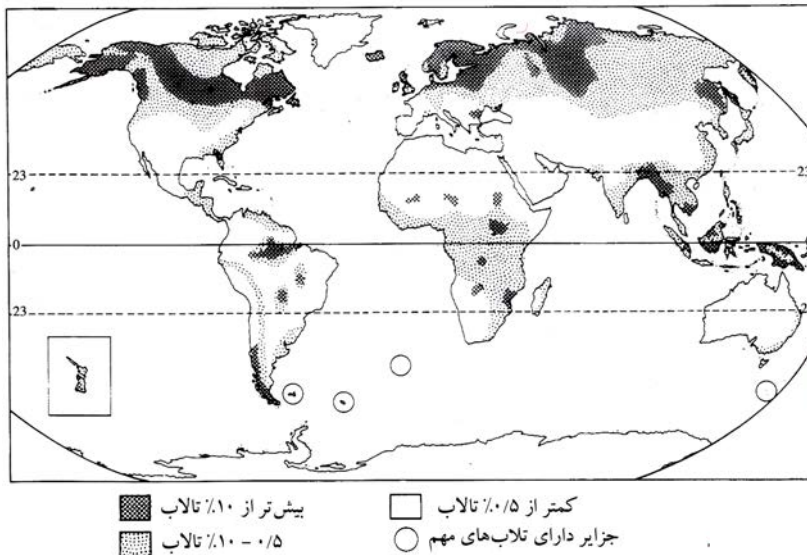 23 23
0
23 2
کمتر از ۰/۵٪ تالاب
بیش‌تر از ۱۰٪ تالاب
جزایر دارای تلاب‌های مهم
۰/۵ - ۱۰٪ تالاب